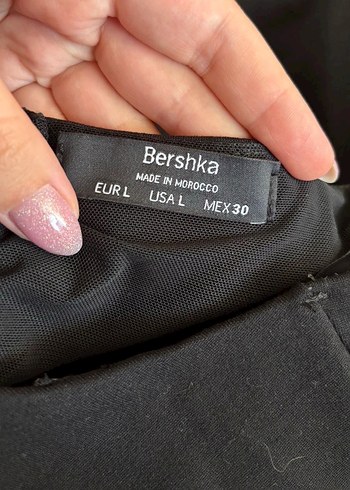 Bershka
MADE IN MOROCCO
EUR L USA L MEX 30